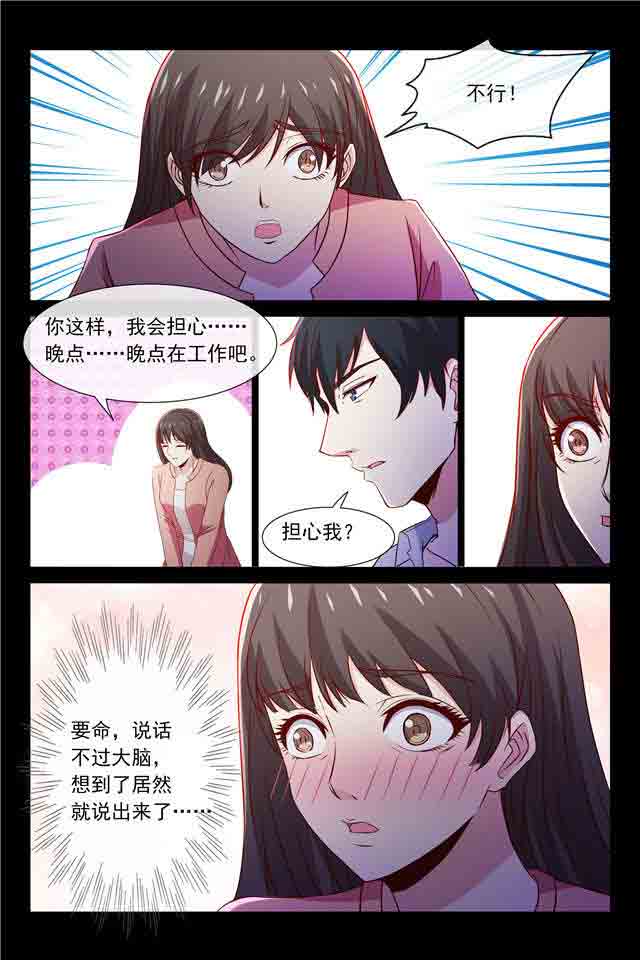 不行！
你这样，我会担心……
晚点……晚点在工作吧。
担心我？
要命，说话
不过大脑，
想到了居然
就说出来了……